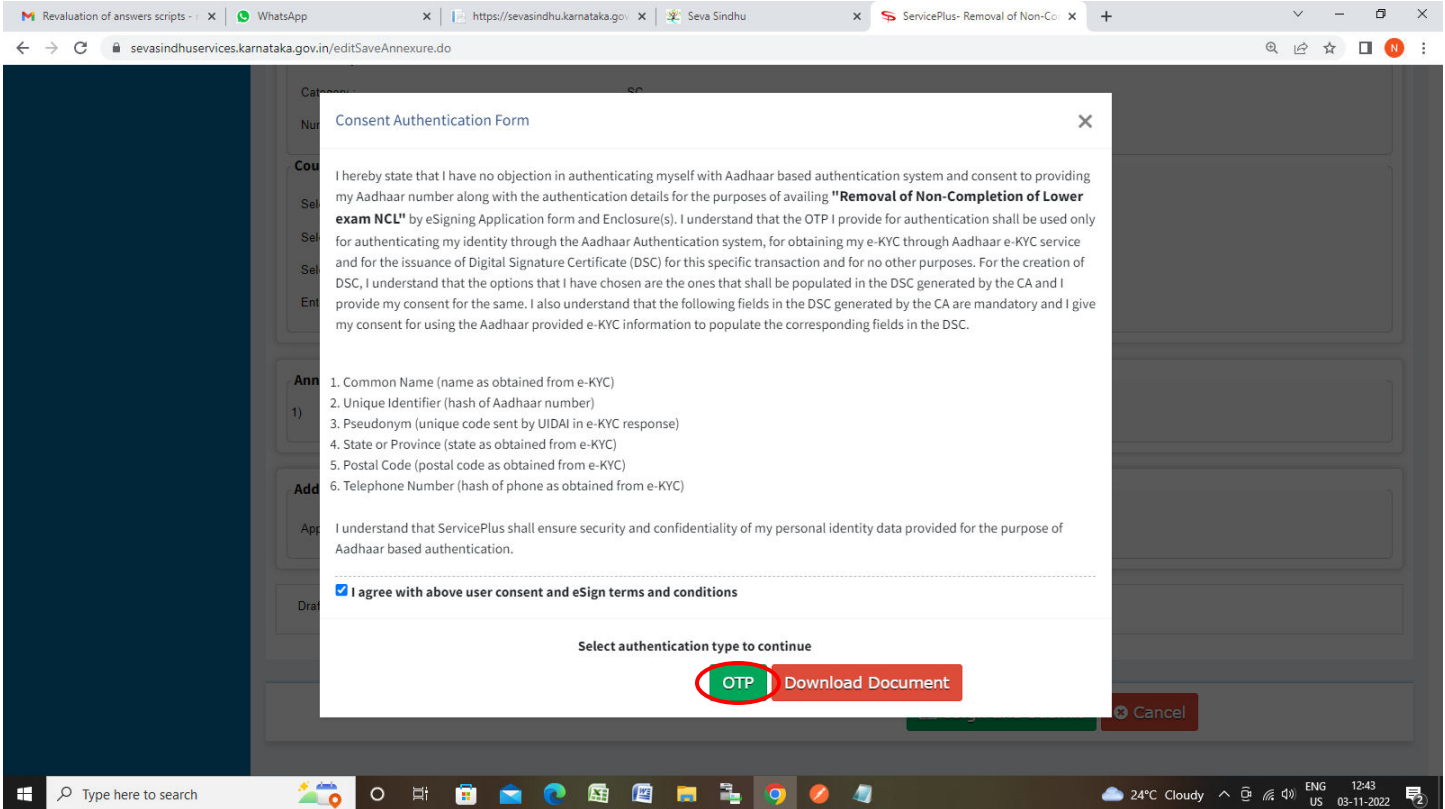 Revaluation of answers scripts - r
WhatsApp
https://sevasindhu.karnataka.gov
Seva Sindhu
ServicePlus- Removal of Non-Co
sevasindhuservices.karnataka.gov.in/editSaveAnnexure.do
N
Category :
SC
Consent Authentication Form
I hereby state that I have no objection in authenticating myself with Aadhaar based authentication system and consent to providing
my Aadhaar number along with the authentication details for the purposes of availing "Removal of Non-Completion of Lower
exam NCL" by eSigning Application form and Enclosure(s). I understand that the OTP I provide for authentication shall be used only
for authenticating my identity through the Aadhaar Authentication system, for obtaining my e-KYC through Aadhaar e-KYC service
and for the issuance of Digital Signature Certificate (DSC) for this specific transaction and for no other purposes. For the creation of
DSC, I understand that the options that I have chosen are the ones that shall be populated in the DSC generated by the CA and I
provide my consent for the same. I also understand that the following fields in the DSC generated by the CA are mandatory and I give
my consent for using the Aadhaar provided e-KYC information to populate the corresponding fields in the DSC.
1)
1. Common Name (name as obtained from e-KYC)
2. Unique Identifier (hash of Aadhaar number)
3. Pseudonym (unique code sent by UIDAI in e-KYC response)
4. State or Province (state as obtained from e-KYC)
5. Postal Code (postal code as obtained from e-KYC)
6. Telephone Number (hash of phone as obtained from e-KYC)
I understand that ServicePlus shall ensure security and confidentiality of my personal identity data provided for the purpose of
Aadhaar based authentication.
I agree with above user consent and eSign terms and conditions
Select authentication type to continue
OTP
Download Document
Cancel
Type here to search
24°C Cloudy
ENG
US
12:43
03-11-2022
2